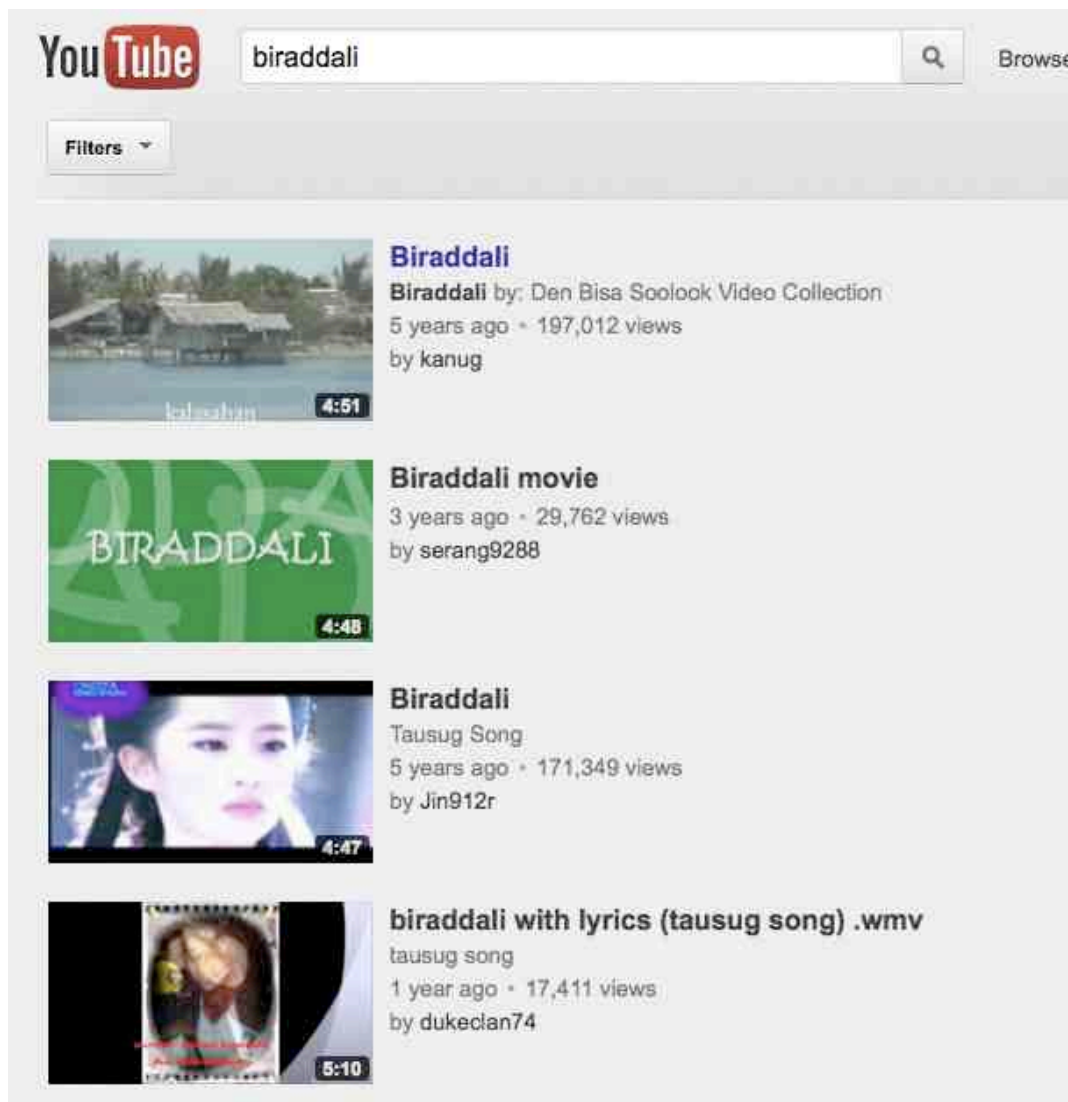 YouTube
biraddali
Browse
Filters
Biraddali
Biraddali by: Den Bisa Soolook Video Collection
5 years ago • 197,012 views
by kanug
kalasahan
4:51
Biraddali movie
3 years ago • 29,762 views
by serang9288
BIRADDALI
4:48
Biraddali
Tausug Song
5 years ago • 171,349 views
by Jin912r
4:47
biraddali with lyrics (tausug song) .wmv
tausug song
1 year ago • 17,411 views
by dukeclan74
5:10